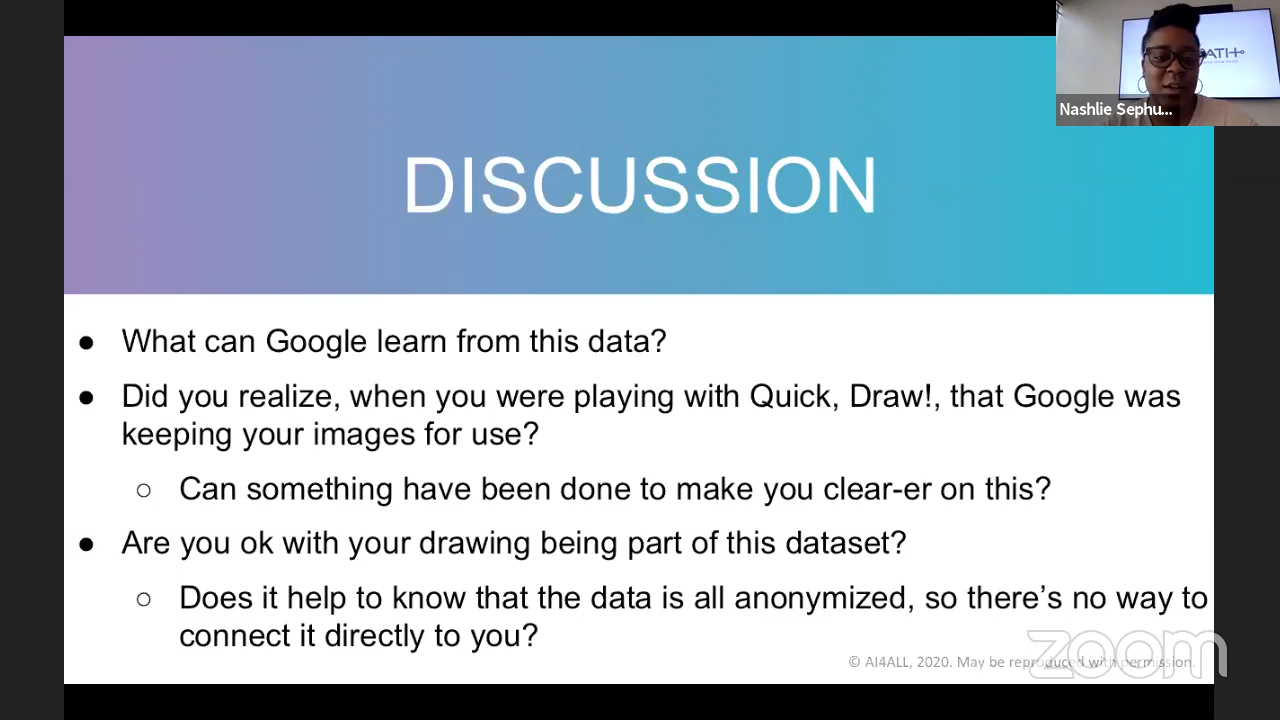 Nashlie Sephu...
DISCUSSION
● What can Google learn from this data?
● Did you realize, when you were playing with Quick, Draw!, that Google was
keeping your images for use?
○ Can something have been done to make you clear-er on this?
● Are you ok with your drawing being part of this dataset?
○ Does it help to know that the data is all anonymized, so there's no way to
connect it directly to you?
© AI4ALL, 2020. May be reproduced with permission.
zoom